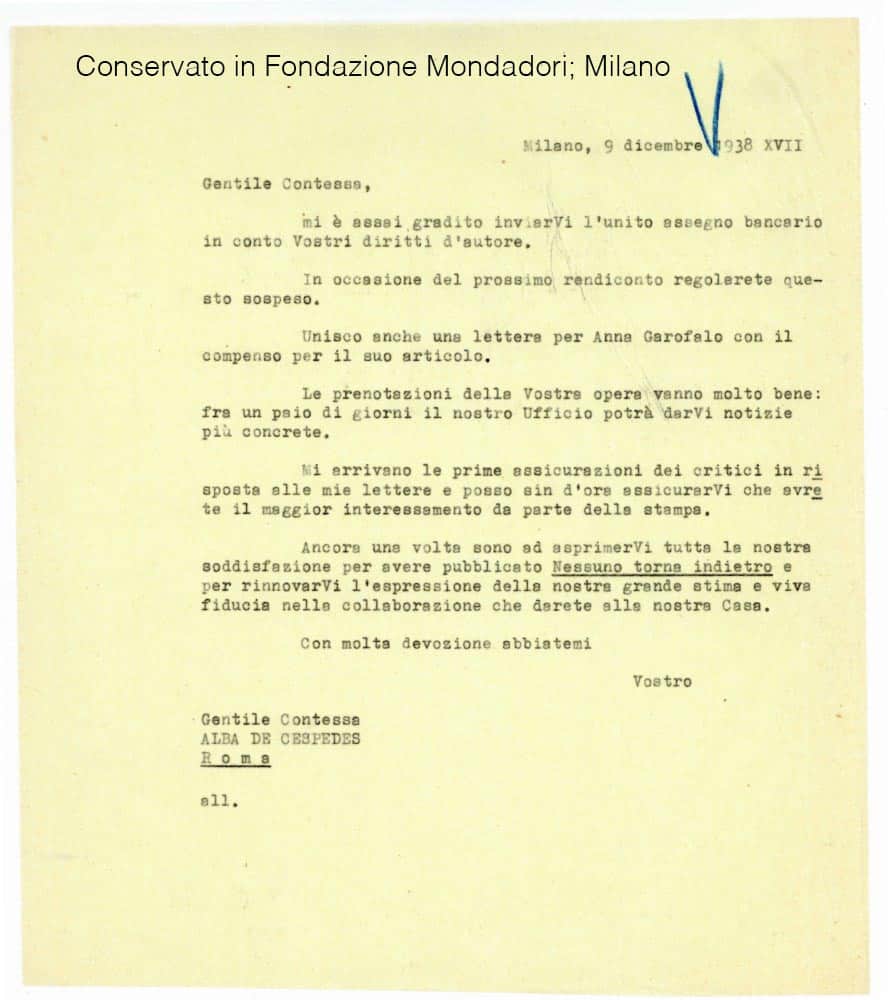 Conservato in Fondazione Mondadori; Milano
Milano, 9 dicembre 1938 XVII
Gentile Contessa,
mi è assai gradito inviarVi l'unito assegno bancario
in conto Vostri diritti d'autore.
In occasione del prossimo rendiconto regolerete que-
sto sospeso.
Unisco anche una lettera per Anna Garofalo con il
compenso per il suo articolo.
Le prenotazioni della Vostra opera vanno molto bene:
fra un paio di giorni il nostro Ufficio potrà darVi notizie
più concrete.
Mi arrivano le prime assicurazioni dei critici in ri
sposta alle mie lettere e posso sin d'ora assicurarVi che avre
te il maggior interessamento da parte della stampa.
Ancora una volta sono ad asprimerVi tutta la nostra
soddisfazione per avere pubblicato Nessuno torna indietro e
per rinnovarVi l'espressione della nostra grande stima e viva
fiducia nella collaborazione che darete alla nostra Casa.
Con molta devozione abbiatemi
Vostro
Gentile Contessa
ALBA DE CESPEDES
R o m a
all.